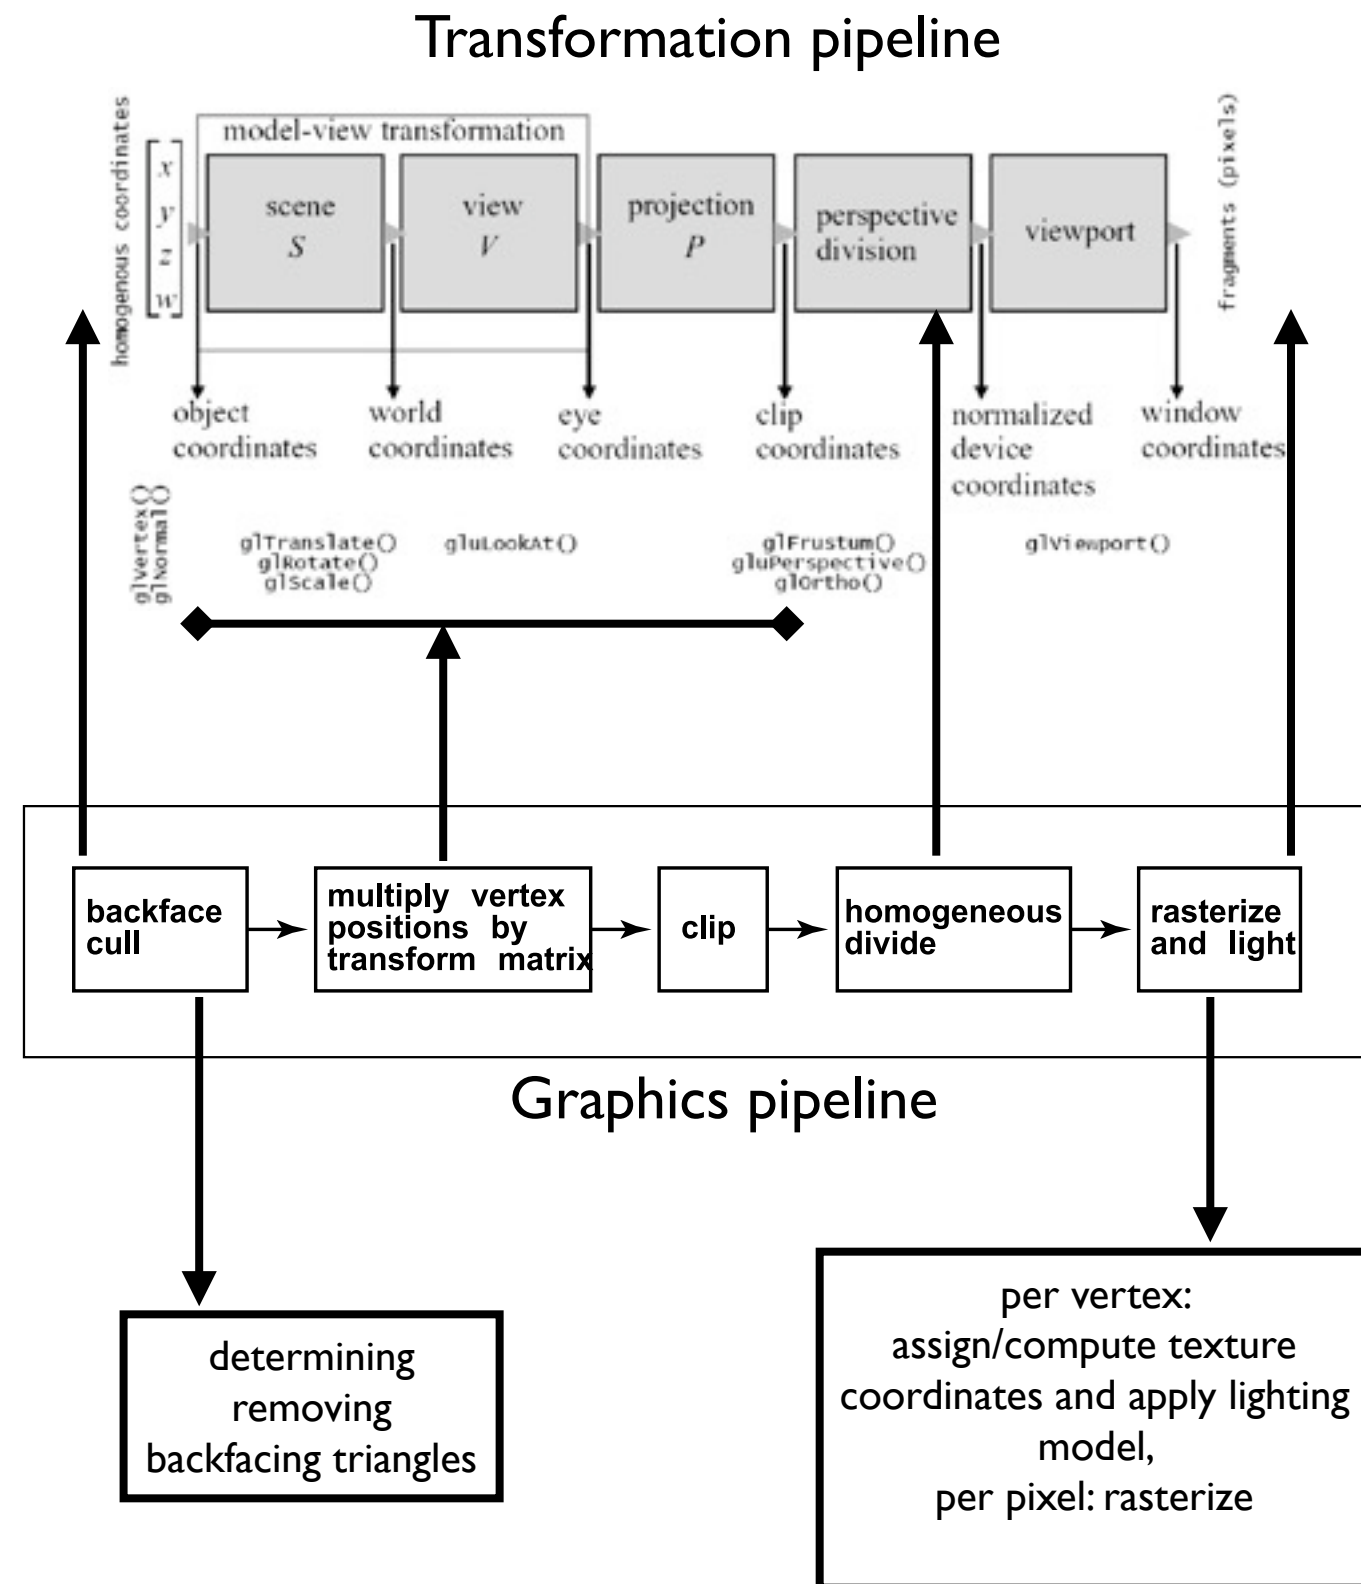 Transformation pipeline
homogenous coordinates
x
y
z
w
model-view transformation
scene
S
view
V
projection
P
perspective
division
viewport
fragments (pixels)
object
coordinates
world
coordinates
eye
coordinates
clip
coordinates
normalized
device
coordinates
window
coordinates
glVertex()
glNormal()
glTranslate()
glRotate()
glScale()
gluLookAt()
glFrustum()
gluPerspective()
glOrtho()
glViewport()
backface
cull
multiply vertex
positions by
transform matrix
clip
homogeneous
divide
rasterize
and light
Graphics pipeline
determining
removing
backfacing triangles
per vertex:
assign/compute texture
coordinates and apply lighting
model,
per pixel: rasterize